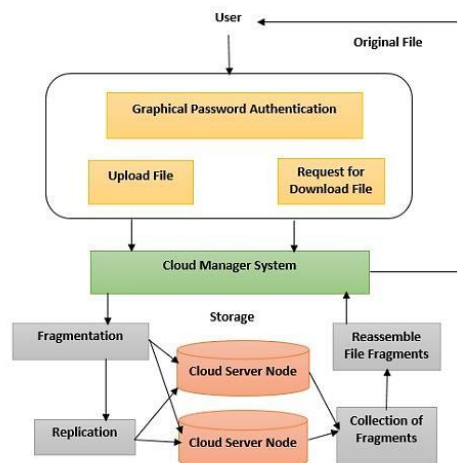 User
Original File
Graphical Password Authentication
Upload File
Request for
Download File
Cloud Manager System
Storage
Fragmentation
Cloud Server Node
Reassemble
File Fragments
Replication
Cloud Server Node
Collection of
Fragments